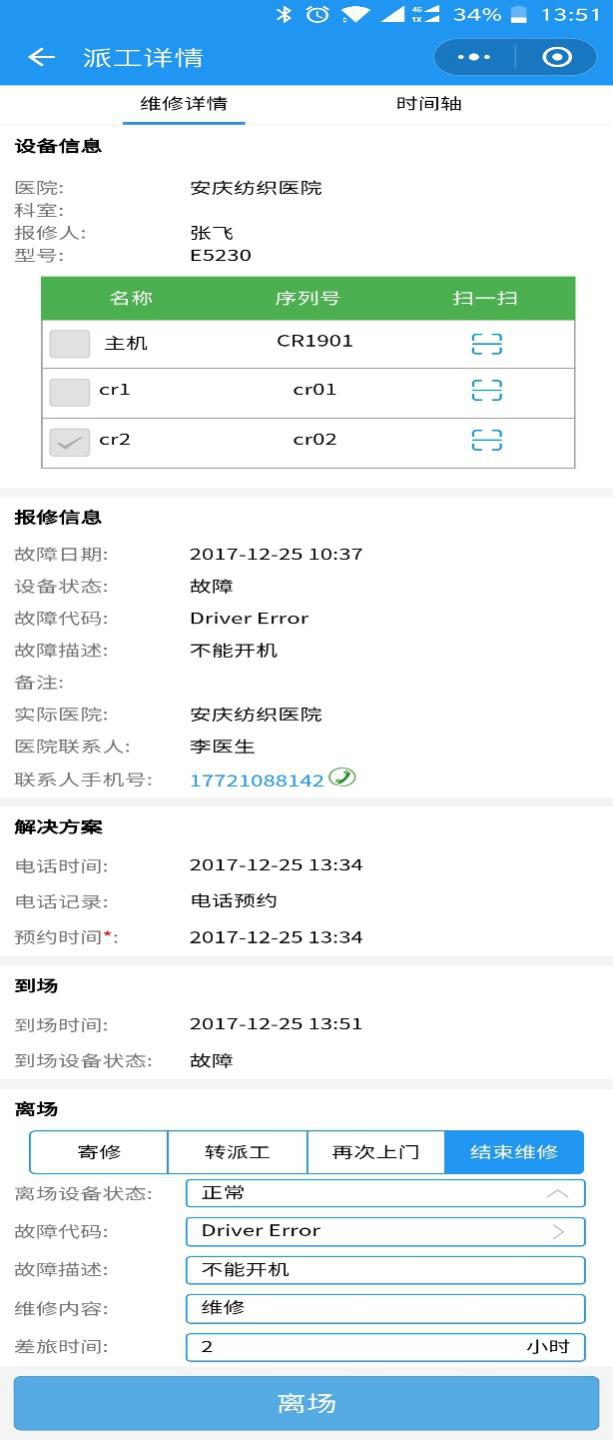 4G
1X
34%
13:51
派工详情
维修详情 时间轴
设备信息
医院: 安庆纺织医院
科室:
报修人: 张飞
型号: E5230
名称 序列号 扫一扫
主机 CR1901
cr1 cr01
cr2 cr02
报修信息
故障日期: 2017-12-25 10:37
设备状态: 故障
故障代码: Driver Error
故障描述: 不能开机
备注:
实际医院: 安庆纺织医院
医院联系人: 李医生
联系人手机号: 17721088142
解决方案
电话时间: 2017-12-25 13:34
电话记录: 电话预约
预约时间*: 2017-12-25 13:34
到场
到场时间: 2017-12-25 13:51
到场设备状态: 故障
离场
寄修 转派工 再次上门 结束维修
离场设备状态: 正常
故障代码: Driver Error
故障描述: 不能开机
维修内容: 维修
差旅时间: 2 小时
离场